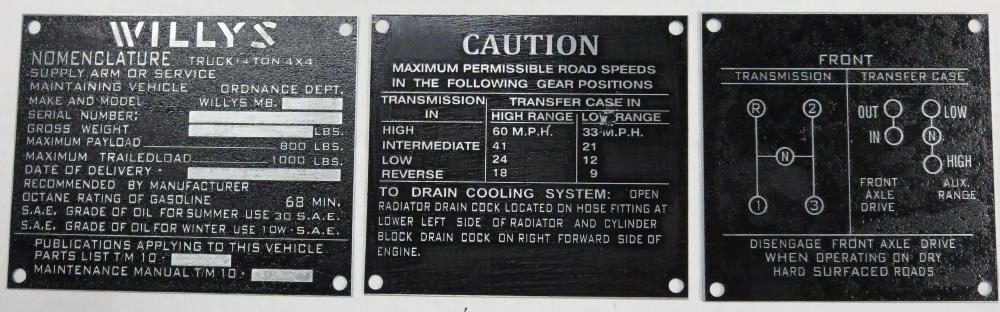 WILLYS
NOMENCLATURE TRUCK 1/4 TON 4X4
SUPPLY ARM OR SERVICE
MAINTAINING VEHICLE ORDNANCE DEPT.
MAKE AND MODEL WILLYS MB.
SERIAL NUMBER:
GROSS WEIGHT LBS.
MAXIMUM PAYLOAD 800 LBS.
MAXIMUM TRAILEDLOAD 1000 LBS.
DATE OF DELIVERY -
RECOMMENDED BY MANUFACTURER
OCTANE RATING OF GASOLINE 68 MIN.
S.A.E. GRADE OF OIL FOR SUMMER USE 30 S.A.E.
S.A.E. GRADE OF OIL FOR WINTER USE 10W-S.A.E.
PUBLICATIONS APPLYING TO THIS VEHICLE
PARTS LIST T/M 10 -
MAINTENANCE MANUAL T/M 10 -
CAUTION
MAXIMUM PERMISSIBLE ROAD SPEEDS
IN THE FOLLOWING GEAR POSITIONS
TRANSMISSION TRANSFER CASE IN
IN HIGH RANGE LOW RANGE
HIGH 60 M.P.H. 33 M.P.H.
INTERMEDIATE 41 21
LOW 24 12
REVERSE 18 9
TO DRAIN COOLING SYSTEM: OPEN
RADIATOR DRAIN COCK LOCATED ON HOSE FITTING AT
LOWER LEFT SIDE OF RADIATOR AND CYLINDER
BLOCK DRAIN COCK ON RIGHT FORWARD SIDE OF
ENGINE.
FRONT
TRANSMISSION TRANSFER CASE
R 2 OUT LOW
N IN N
HIGH
1 3 FRONT AXLE DRIVE AUX. RANGE
DISENGAGE FRONT AXLE DRIVE
WHEN OPERATING ON DRY
HARD SURFACED ROADS